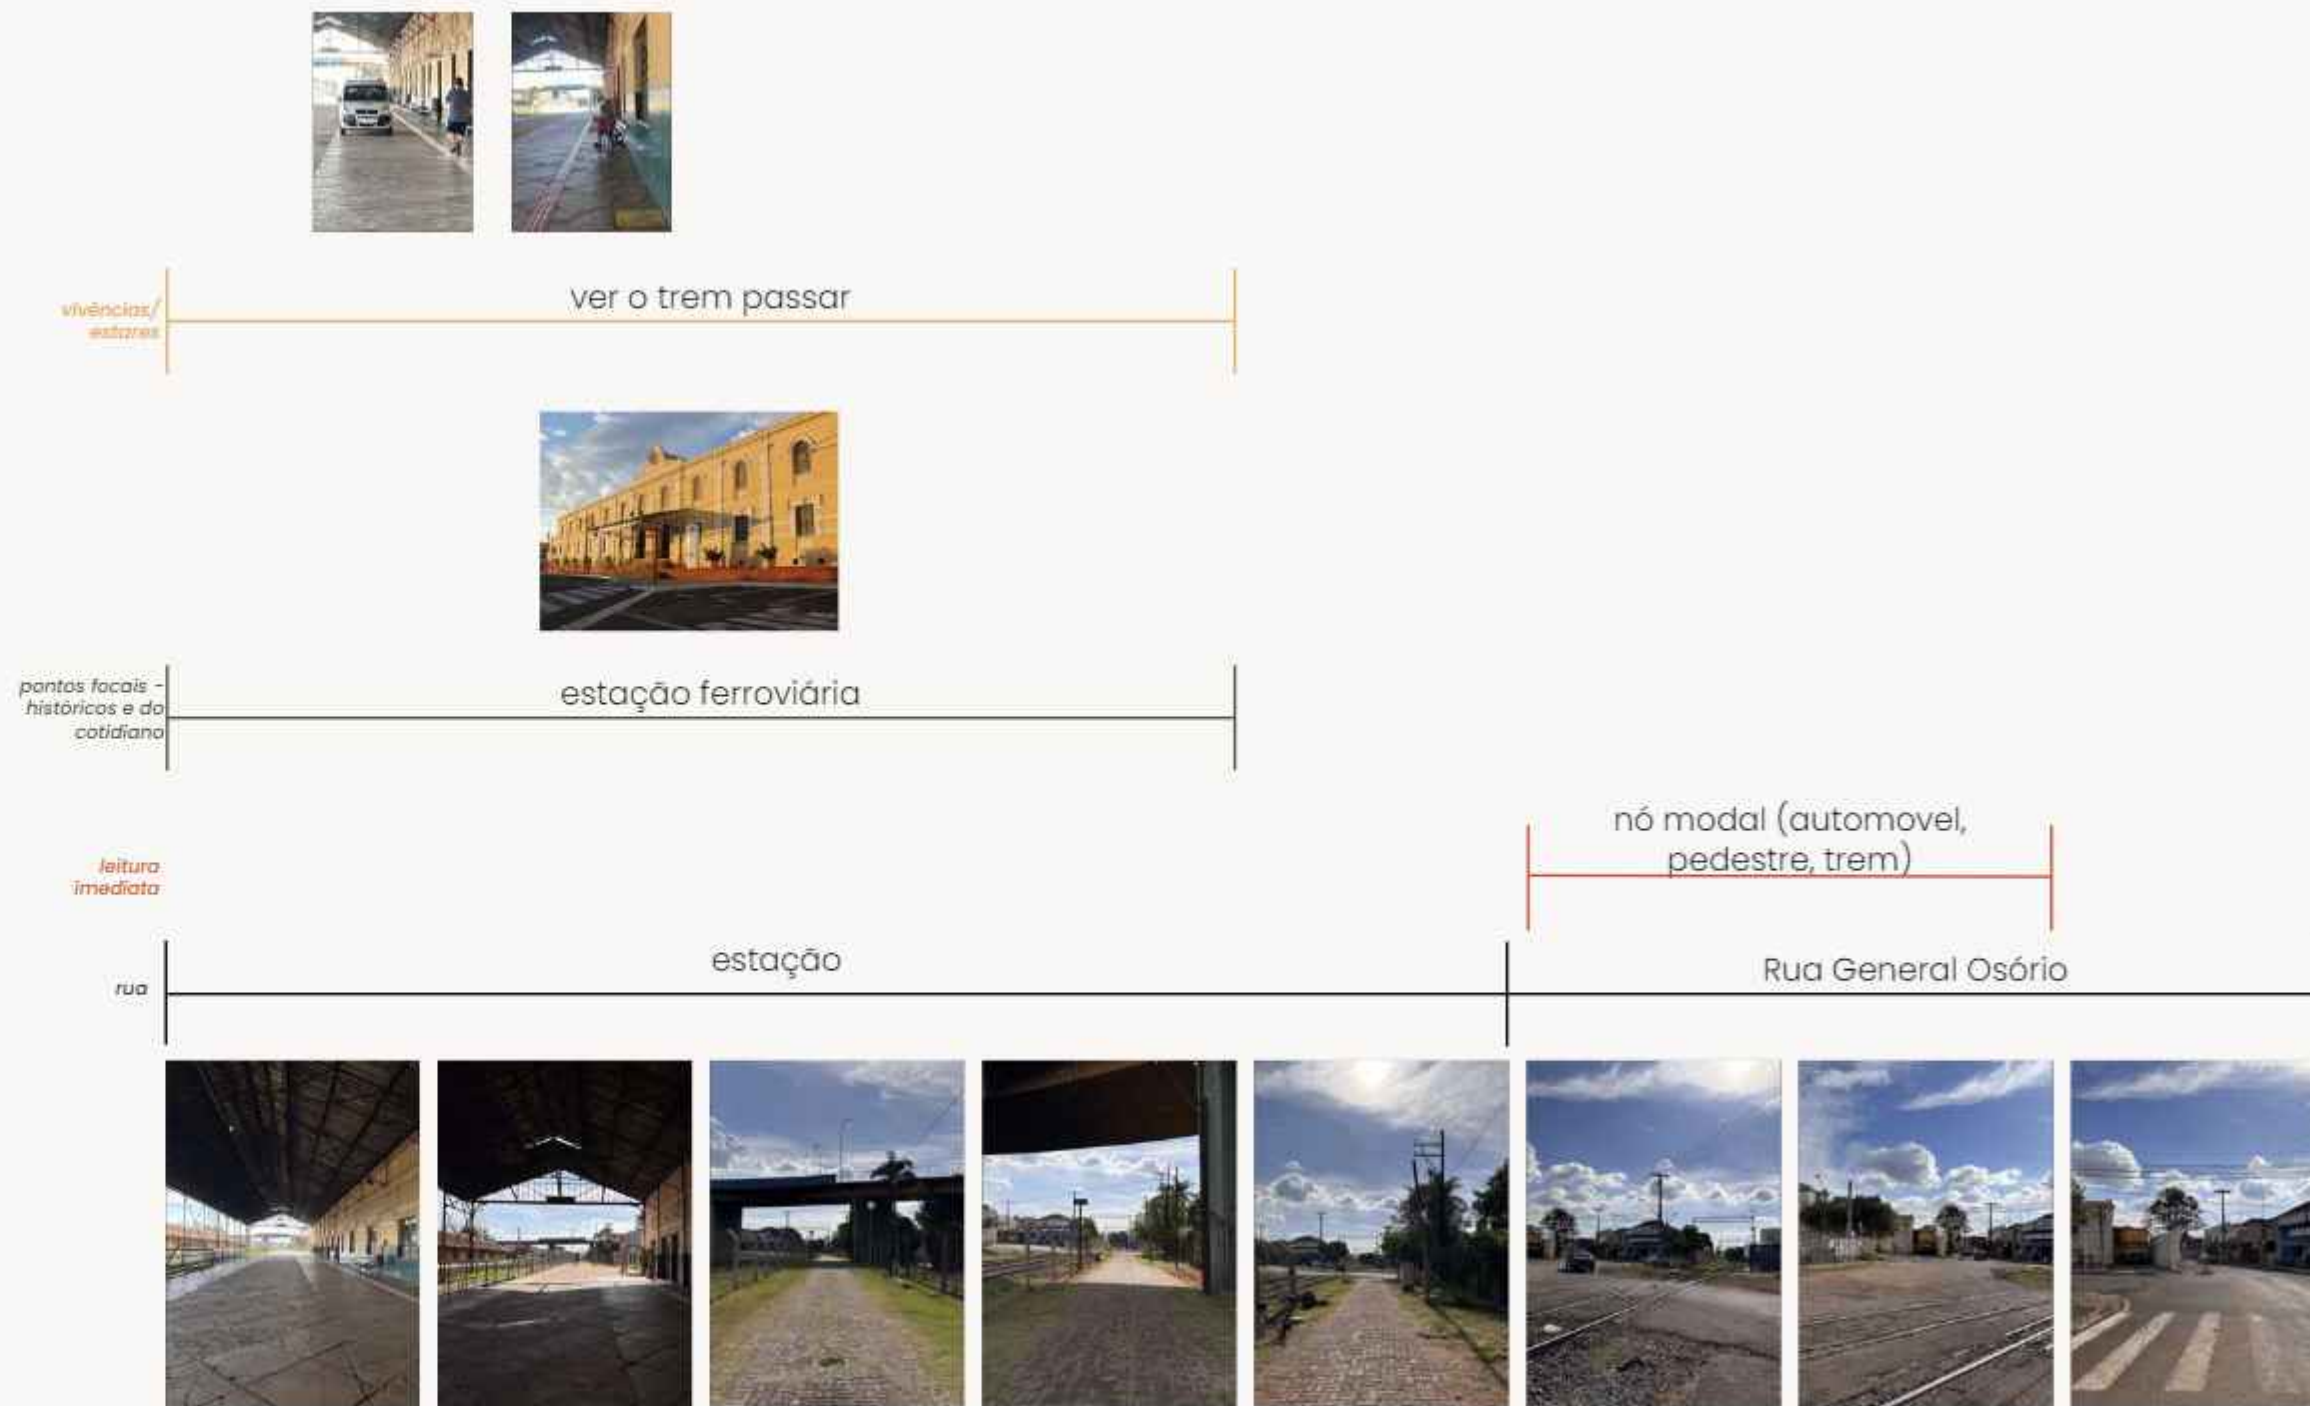 vivências/
estares
ver o trem passar
pontos focais -
históricos e do
cotidiano
estação ferroviária
leitura
imediata
nó modal (automovel,
pedestre, trem)
rua
estação
Rua General Osório